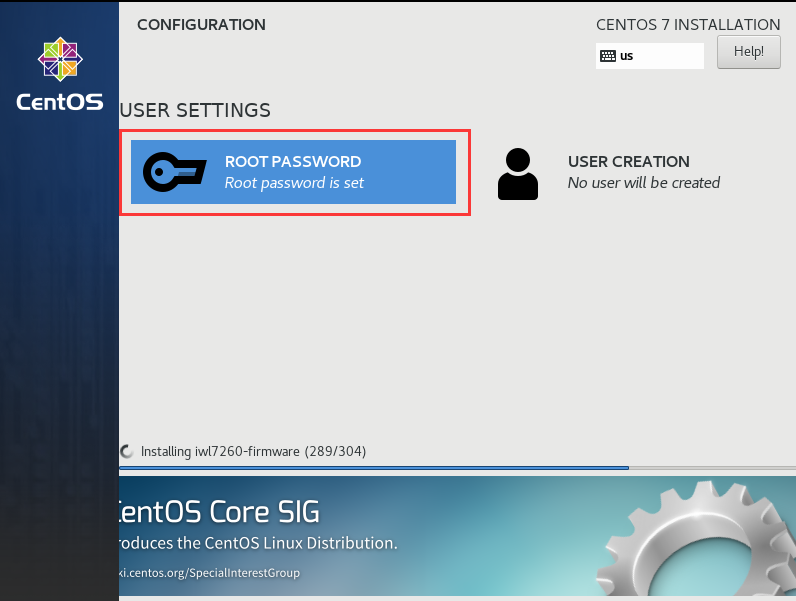 CONFIGURATION
CENTOS 7 INSTALLATION
us
Help!
CentOS
USER SETTINGS
ROOT PASSWORD
Root password is set
USER CREATION
No user will be created
Installing iwl7260-firmware (289/304)
CentOS Core SIG
roduces the CentOS Linux Distribution.
ki.centos.org/SpecialInterestGroup